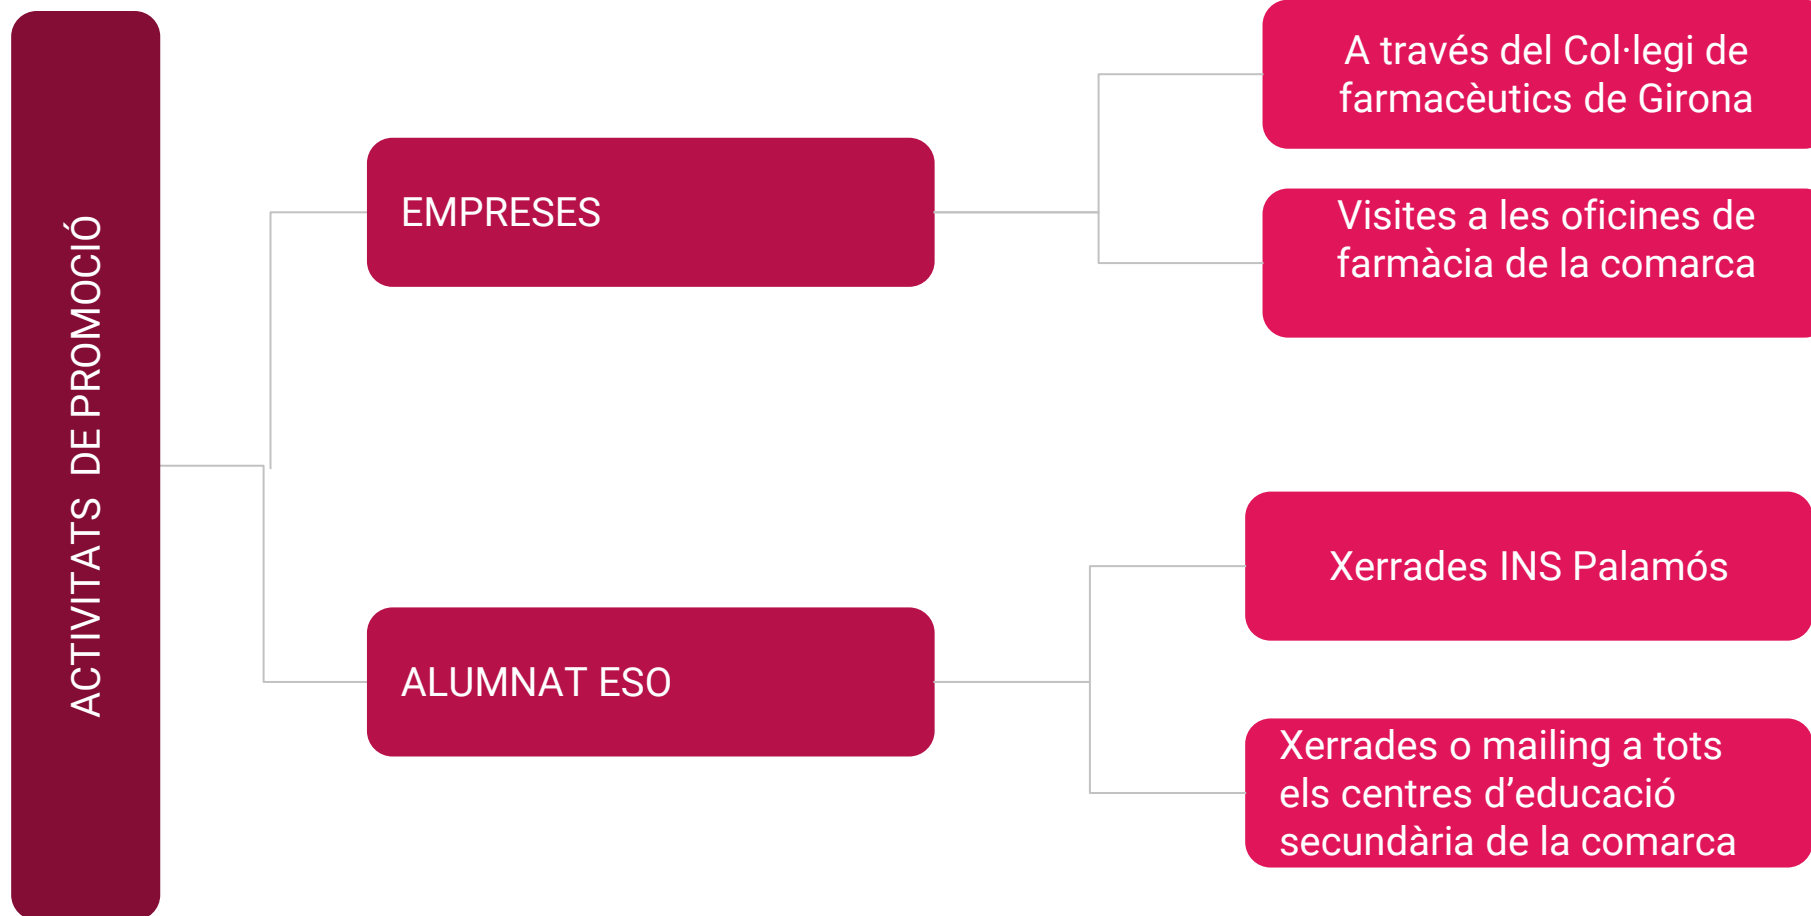 ACTIVITATS DE PROMOCIÓ
EMPRESES
A través del Col·legi de
farmacèutics de Girona
Visites a les oficines de
farmàcia de la comarca
ALUMNAT ESO
Xerrades INS Palamós
Xerrades o mailing a tots
els centres d’educació
secundària de la comarca